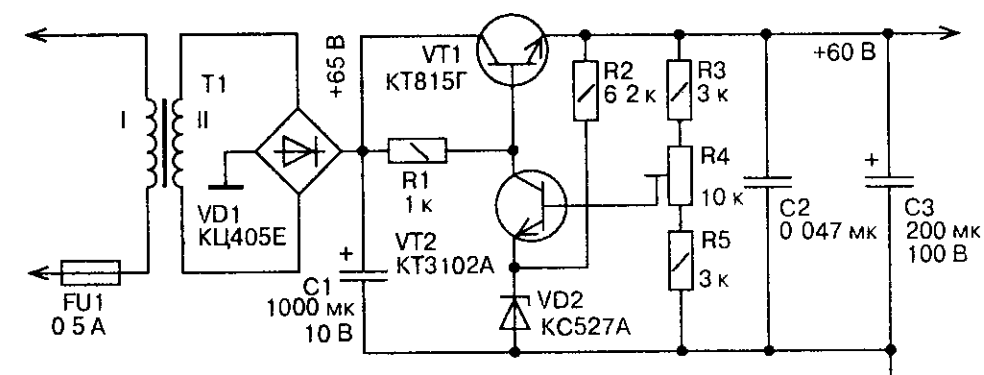 I
T1
II
+65 В
VT1
КТ815Г
R2
6 2 к
R3
3 к
+60 В
R1
1 к
R4
10 к
VD1
КЦ405Е
VT2
КТ3102А
C2
0 047 мк
+
C3
200 мк
100 В
R5
3 к
FU1
0 5 А
+
C1
1000 мк
10 В
VD2
КС527А